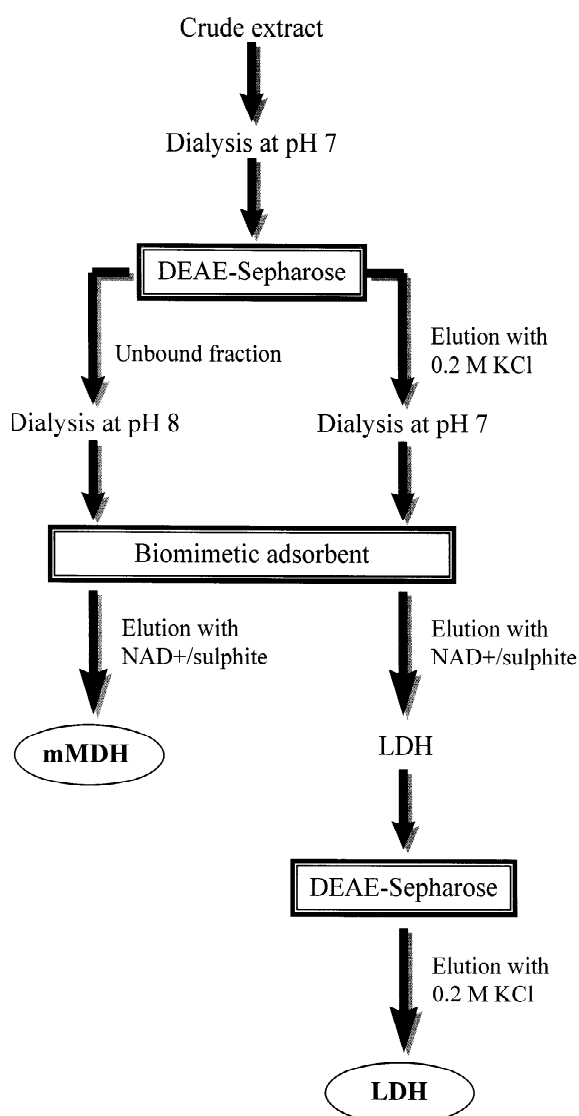 Crude extract
Dialysis at pH 7
DEAE-Sepharose
Unbound fraction
Elution with
0.2 M KCl
Dialysis at pH 8
Dialysis at pH 7
Biomimetic adsorbent
Elution with
NAD+/sulphite
Elution with
NAD+/sulphite
mMDH
LDH
DEAE-Sepharose
Elution with
0.2 M KCl
LDH